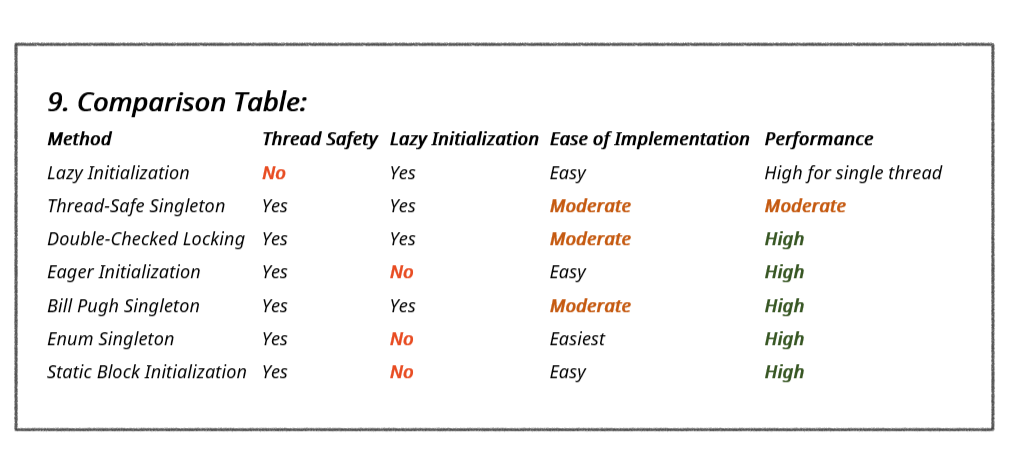 9. Comparison Table:
Method Thread Safety Lazy Initialization Ease of Implementation Performance
Lazy Initialization No Yes Easy High for single thread
Thread-Safe Singleton Yes Yes Moderate Moderate
Double-Checked Locking Yes Yes Moderate High
Eager Initialization Yes No Easy High
Bill Pugh Singleton Yes Yes Moderate High
Enum Singleton Yes No Easiest High
Static Block Initialization Yes No Easy High